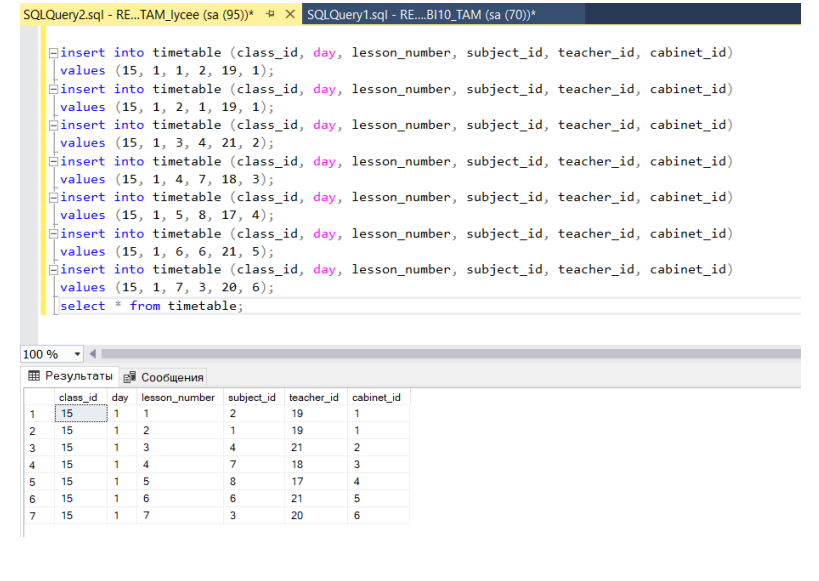 SQLQuery2.sql - RE...TAM_lycee (sa (95))* SQLQuery1.sql - RE....BI10_TAM (sa (70))*
insert into timetable (class_id, day, lesson_number, subject_id, teacher_id, cabinet_id)
values (15, 1, 1, 2, 19, 1);
insert into timetable (class_id, day, lesson_number, subject_id, teacher_id, cabinet_id)
values (15, 1, 2, 1, 19, 1);
insert into timetable (class_id, day, lesson_number, subject_id, teacher_id, cabinet_id)
values (15, 1, 3, 4, 21, 2);
insert into timetable (class_id, day, lesson_number, subject_id, teacher_id, cabinet_id)
values (15, 1, 4, 7, 18, 3);
insert into timetable (class_id, day, lesson_number, subject_id, teacher_id, cabinet_id)
values (15, 1, 5, 8, 17, 4);
insert into timetable (class_id, day, lesson_number, subject_id, teacher_id, cabinet_id)
values (15, 1, 6, 6, 21, 5);
insert into timetable (class_id, day, lesson_number, subject_id, teacher_id, cabinet_id)
values (15, 1, 7, 3, 20, 6);
select * from timetable;
100 %
Результаты Сообщения
class_id day lesson_number subject_id teacher_id cabinet_id
1 15 1 1 2 19 1
2 15 1 2 1 19 1
3 15 1 3 4 21 2
4 15 1 4 7 18 3
5 15 1 5 8 17 4
6 15 1 6 6 21 5
7 15 1 7 3 20 6